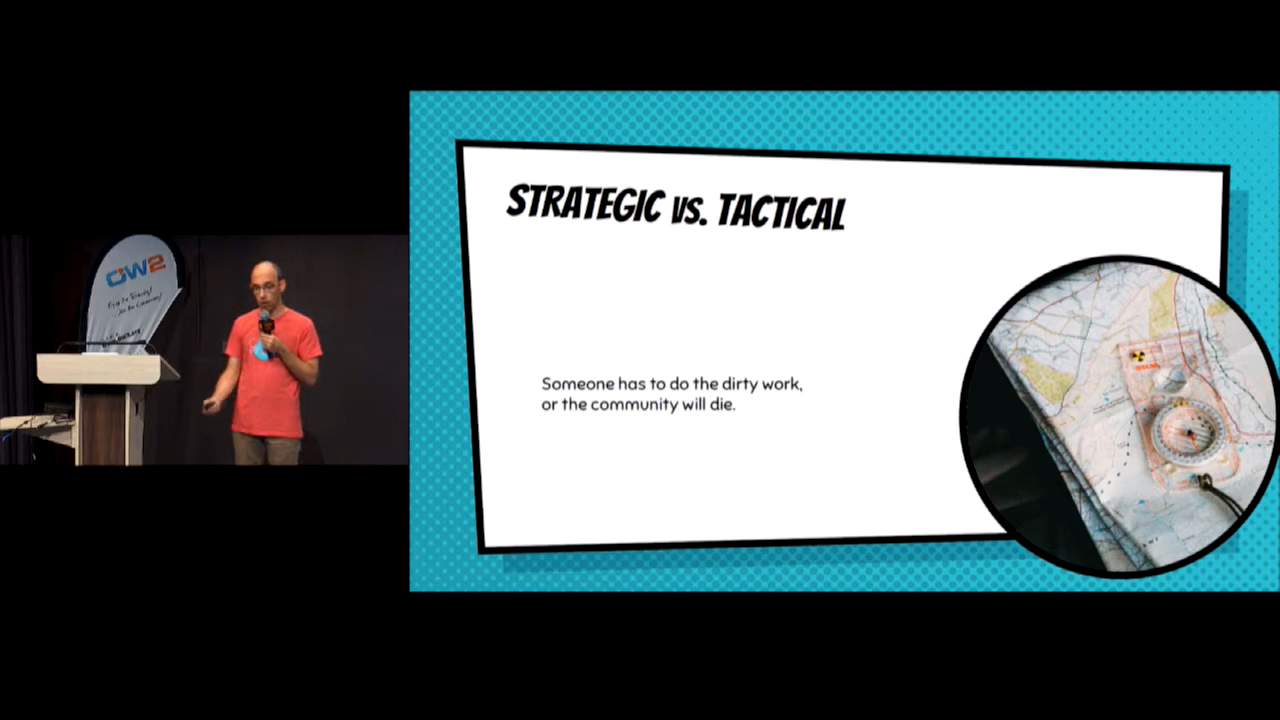 OW2
STRATEGIC vs. TACTICAL
Someone has to do the dirty work,
or the community will die.